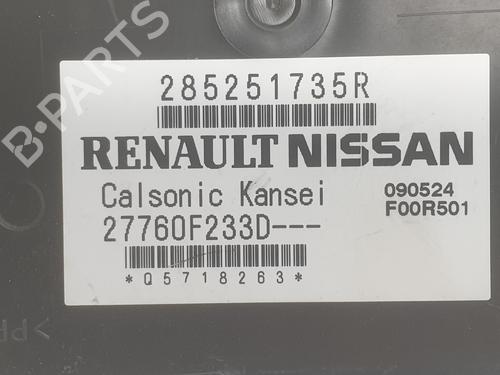 B-PARTS
285251735R
RENAULT NISSAN
Calsonic Kansei 090524
27760F233D--- F00R501
*Q5718263*